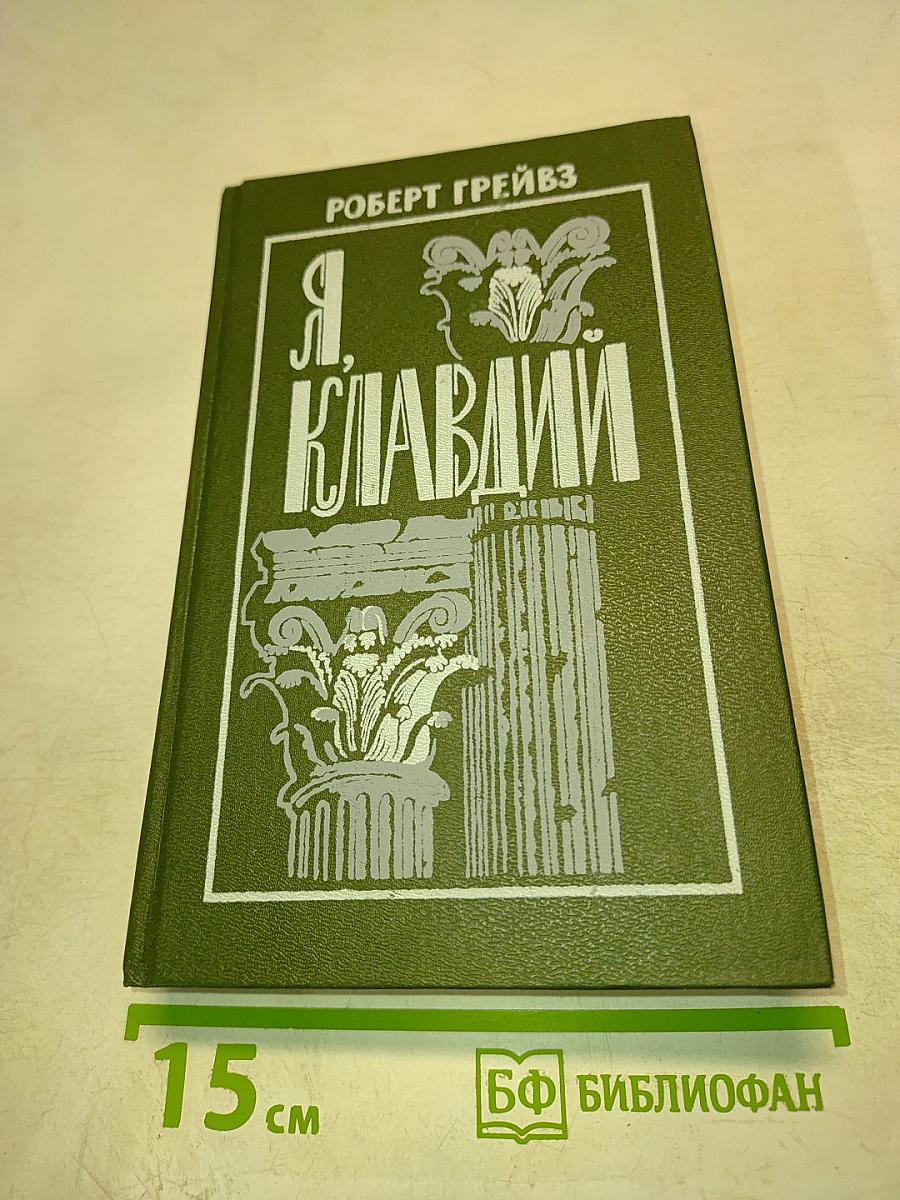 РОБЕРТ ГРЕЙВЗ
Я,
КЛАВДИЙ
15 см
БФ БИБЛИОФАН